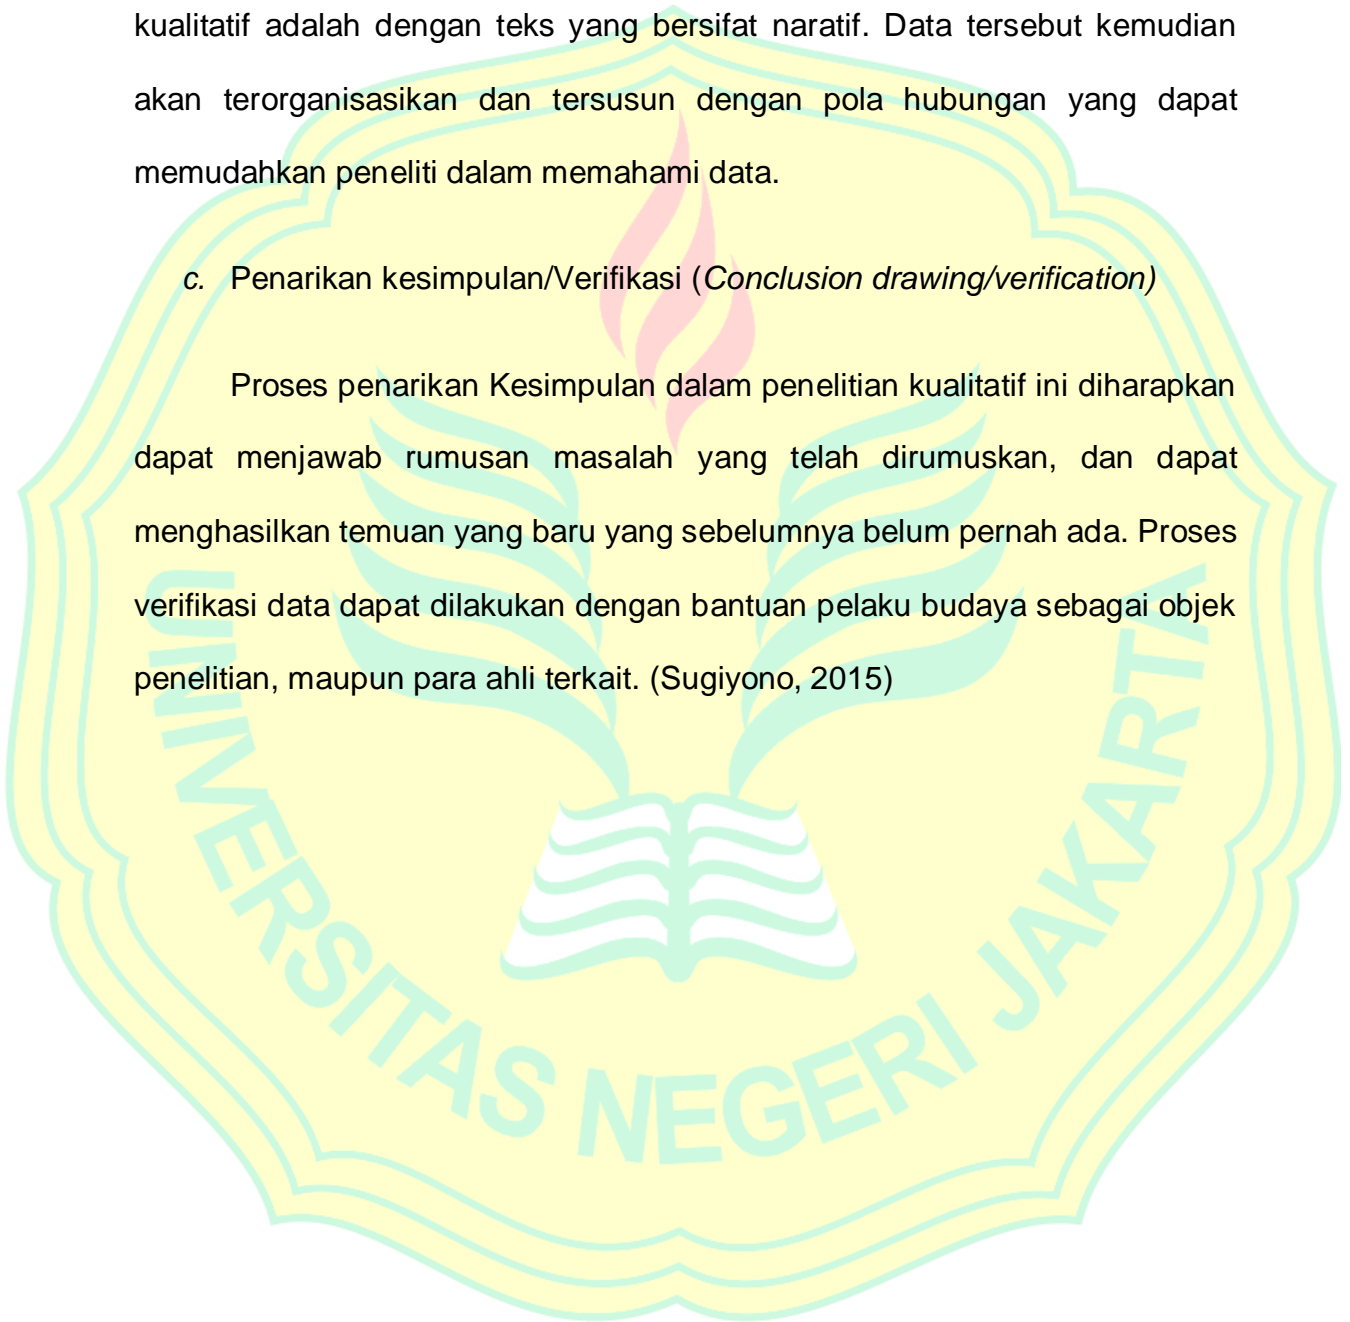 kualitatif adalah dengan teks yang bersifat naratif. Data tersebut kemudian
akan terorganisasikan dan tersusun dengan pola hubungan yang dapat
memudahkan peneliti dalam memahami data.
c. Penarikan kesimpulan/Verifikasi (Conclusion drawing/verification)
Proses penarikan Kesimpulan dalam penelitian kualitatif ini diharapkan
dapat menjawab rumusan masalah yang telah dirumuskan, dan dapat
menghasilkan temuan yang baru yang sebelumnya belum pernah ada. Proses
verifikasi data dapat dilakukan dengan bantuan pelaku budaya sebagai objek
penelitian, maupun para ahli terkait. (Sugiyono, 2015)
UNIVERSITAS NEGERI JAKARTA